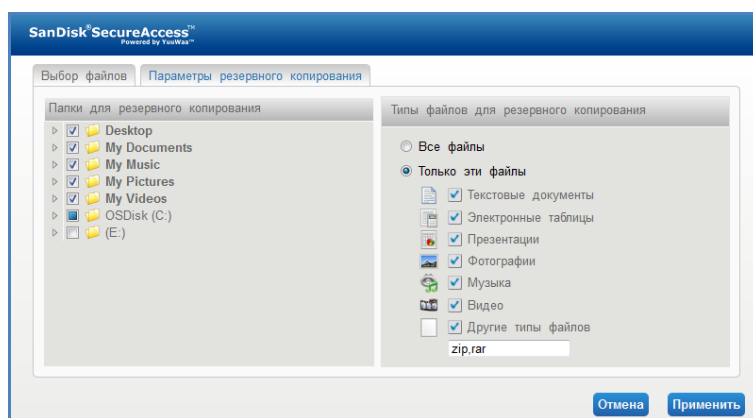 SanDisk® SecureAccess™
Powered by YuuWaa™
Выбор файлов
Параметры резервного копирования
Папки для резервного копирования
Desktop
My Documents
My Music
My Pictures
My Videos
OSDisk (C:)
(E:)
Типы файлов для резервного копирования
Все файлы
Только эти файлы
Текстовые документы
Электронные таблицы
Презентации
Фотографии
Музыка
Видео
Другие типы файлов
zip,rar
Отмена
Применить